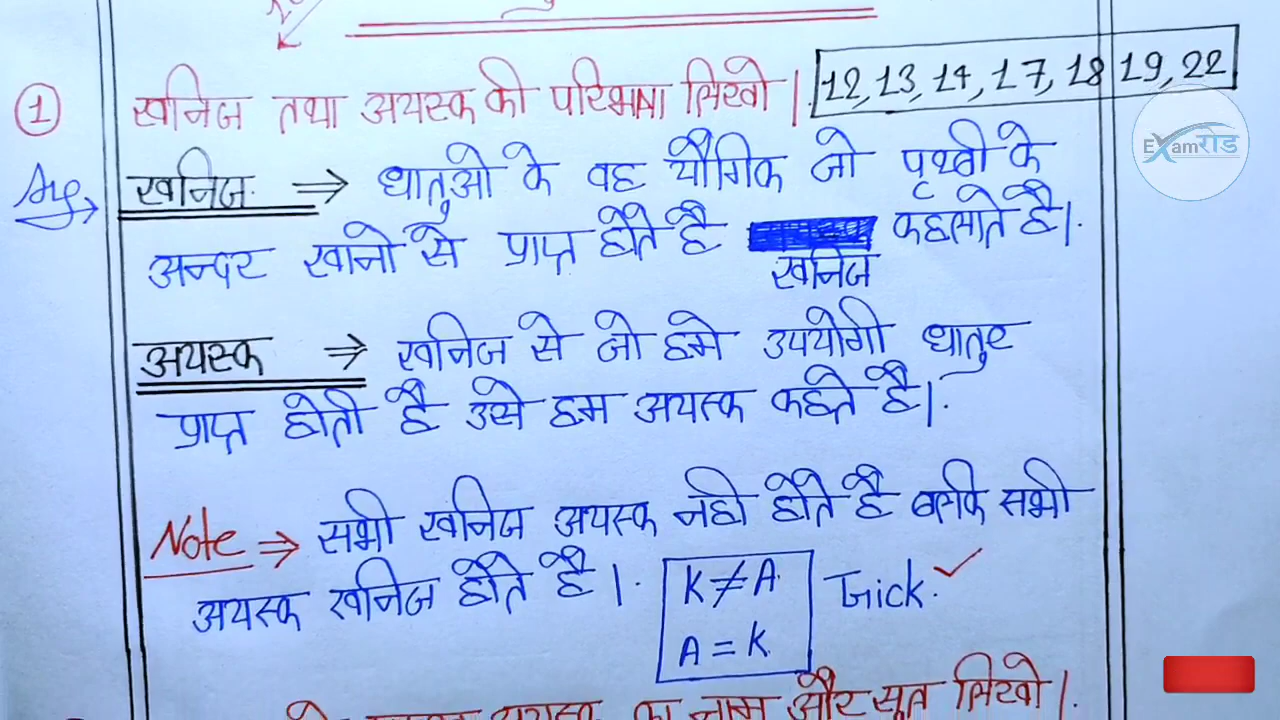 ① खनिज तथा अयस्क की परिभाषा लिखो। 12, 13, 14, 17, 18 19, 22
Examरोड
Ans, खनिज ⇒ धातुओ के वह यौगिक जो पृथ्वी के
अन्दर खानो से प्राप्त होते है खनिज कहलाते है।
अयस्क ⇒ खनिज से जो हमे उपयोगी धातुए
प्राप्त होती है उसे हम अयस्क कहते है।
Note ⇒ सभी खनिज अयस्क नही होते है बल्कि सभी
अयस्क खनिज होते है। K ≠ A Trick ✓
A = K
अयस्क का नाम और सूत्र लिखो।